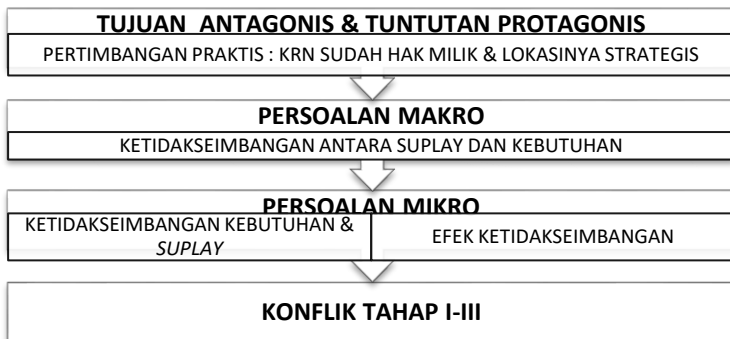 TUJUAN ANTAGONIS & TUNTUTAN PROTAGONIS
PERTIMBANGAN PRAKTIS : KRN SUDAH HAK MILIK & LOKASINYA STRATEGIS
PERSOALAN MAKRO
KETIDAKSEIMBANGAN ANTARA SUPLAY DAN KEBUTUHAN
PERSOALAN MIKRO
KETIDAKSEIMBANGAN KEBUTUHAN &
SUPLAY
EFEK KETIDAKSEIMBANGAN
KONFLIK TAHAP I-III